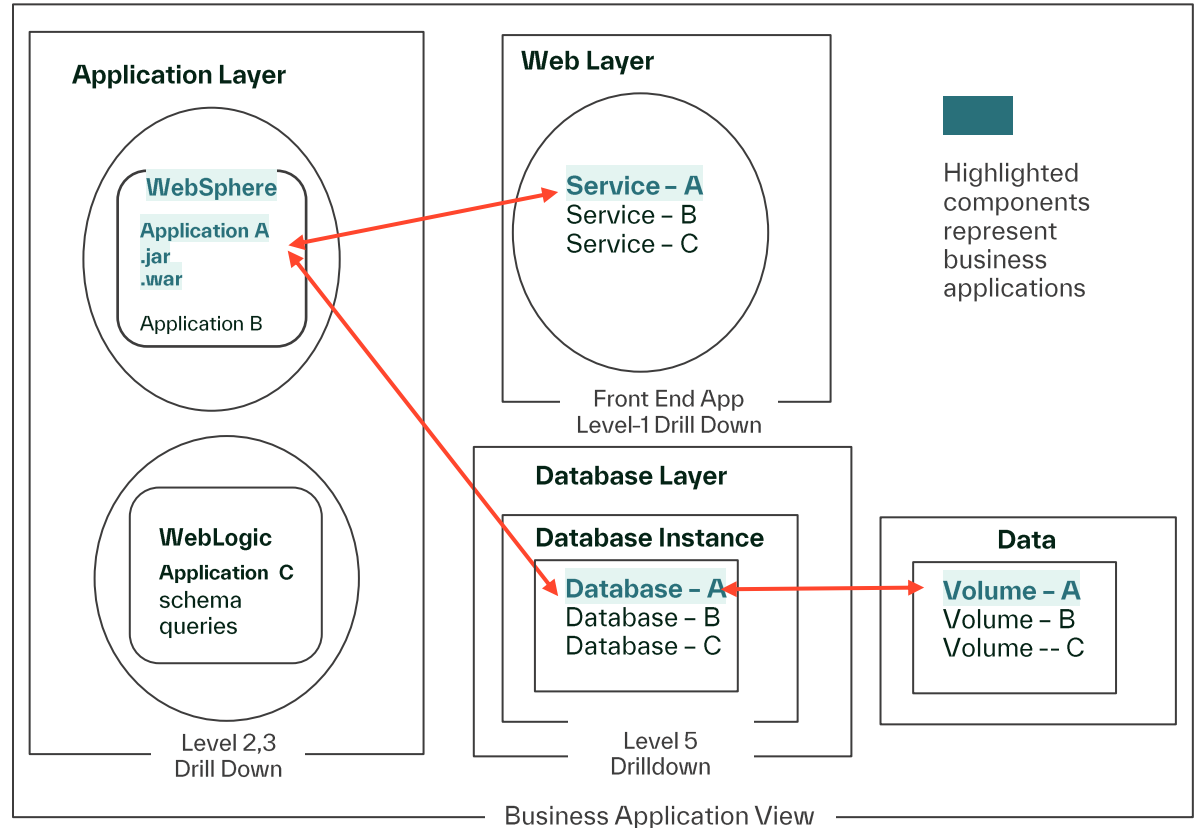 Application Layer
WebSphere
Application A
.jar
.war
Application B
WebLogic
Application C
schema
queries
Level 2,3
Drill Down
Web Layer
Service – A
Service – B
Service – C
Front End App
Level-1 Drill Down
Highlighted
components
represent
business
applications
Database Layer
Database Instance
Database – A
Database – B
Database – C
Level 5
Drilldown
Data
Volume – A
Volume – B
Volume -- C
Business Application View